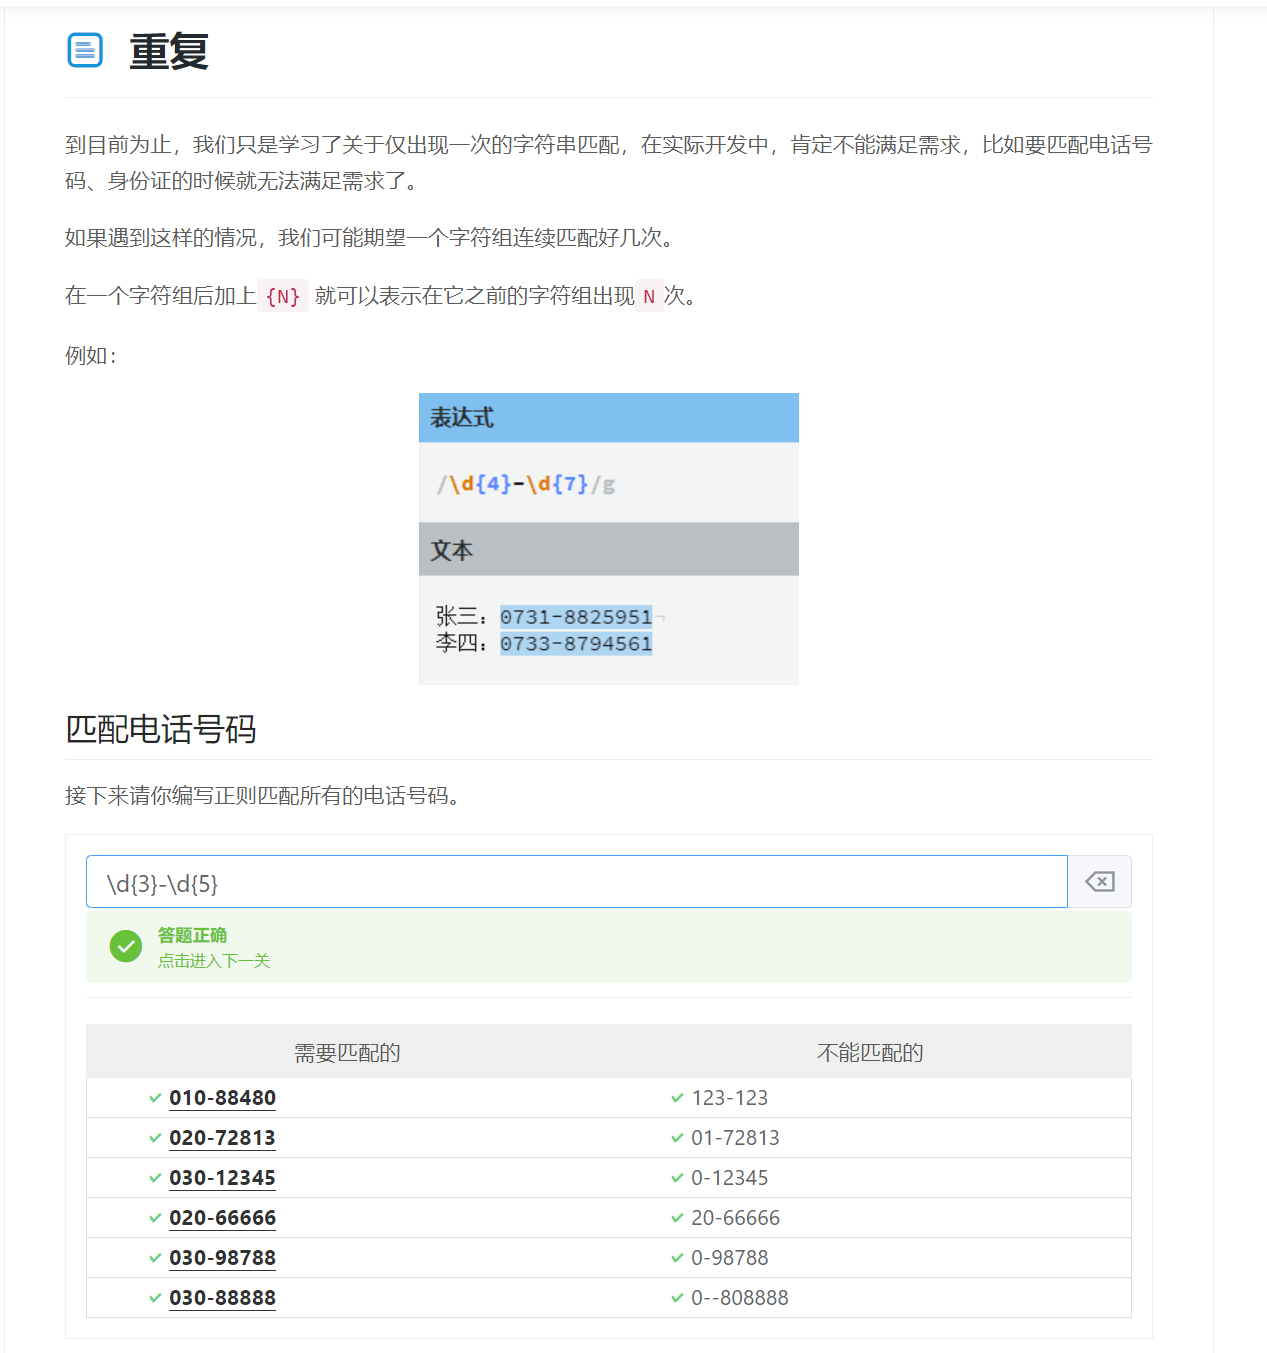 重复
到目前为止，我们只是学习了关于仅出现一次的字符串匹配，在实际开发中，肯定不能满足需求，比如要匹配电话号
码、身份证的时候就无法满足需求了。
如果遇到这样的情况，我们可能期望一个字符组连续匹配好几次。
在一个字符组后加上 {N} 就可以表示在它之前的字符组出现 N 次。
例如：
表达式
/\d{4}-\d{7}/g
文本
张三：0731-8825951¬
李四：0733-8794561
匹配电话号码
接下来请你编写正则匹配所有的电话号码。
\d{3}-\d{5}
答题正确
点击进入下一关
需要匹配的 不能匹配的
010-88480 123-123
020-72813 01-72813
030-12345 0-12345
020-66666 20-66666
030-98788 0-98788
030-88888 0--808888